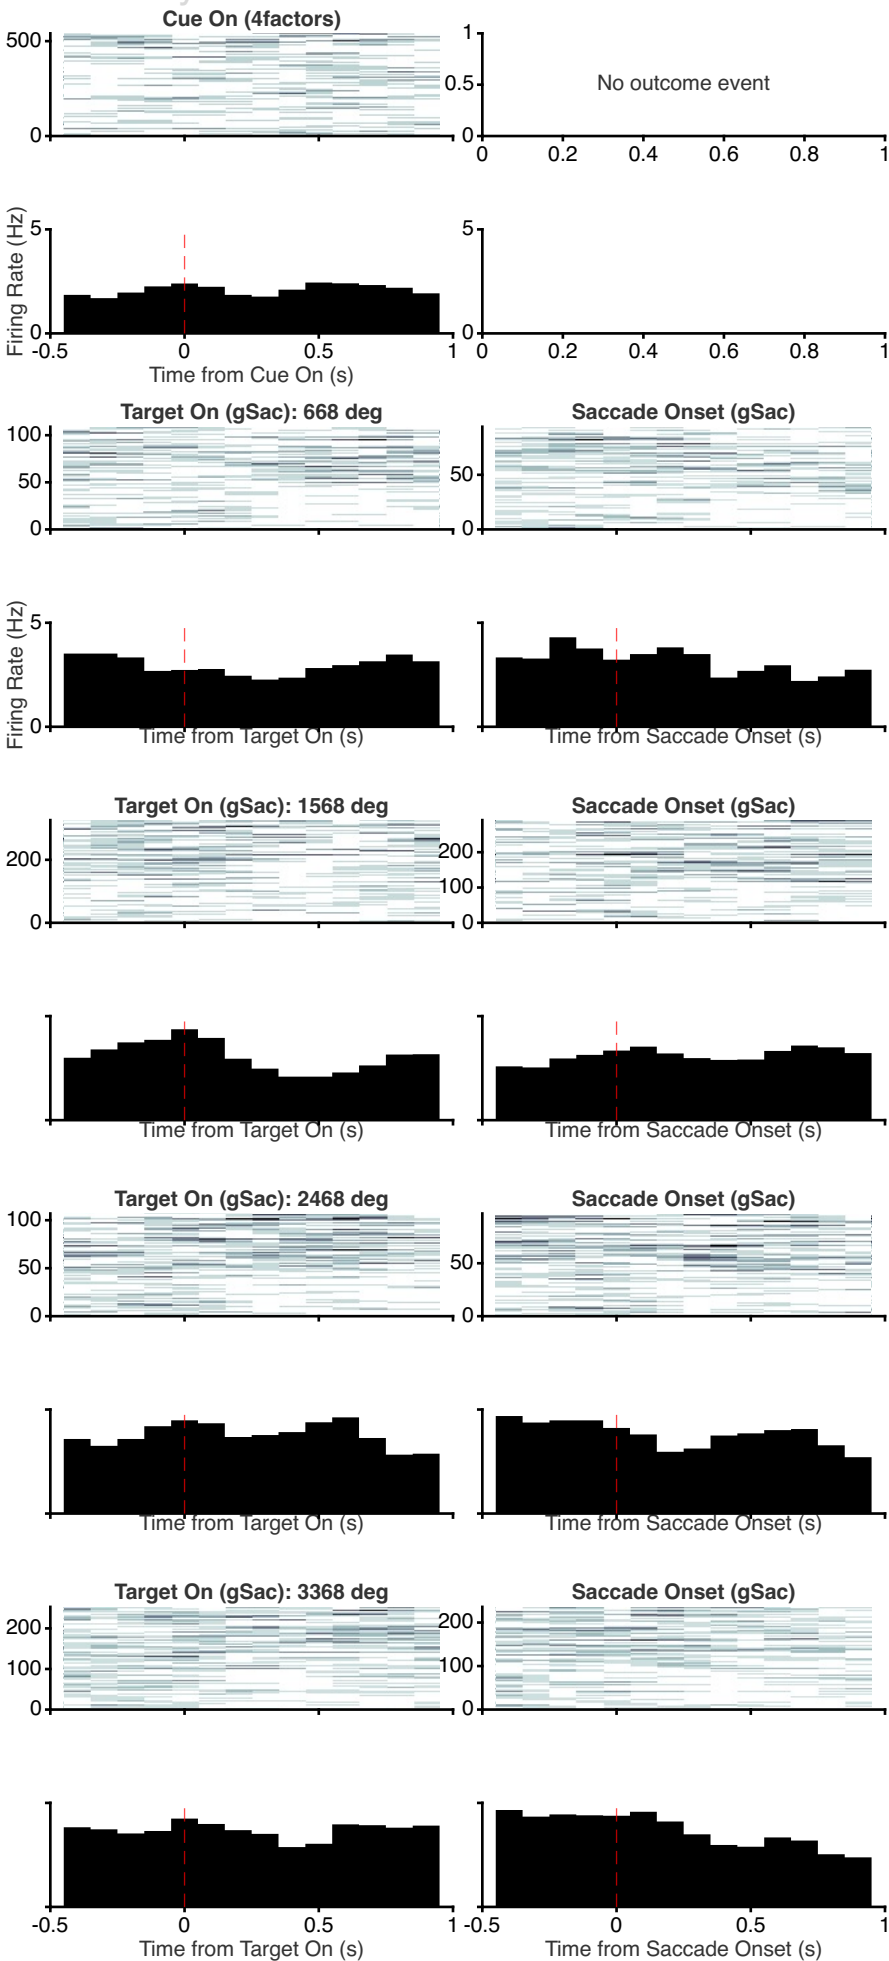 Cue On (4factors)
500
0
1
0.5
0
No outcome event
0 0.2 0.4 0.6 0.8 1
Firing Rate (Hz)
5
0
-0.5 0 0.5 1
Time from Cue On (s)
5
0
0 0.2 0.4 0.6 0.8 1
Target On (gSac): 668 deg
100
50
0
Saccade Onset (gSac)
50
0
Firing Rate (Hz)
5
0
Time from Target On (s)
Time from Saccade Onset (s)
Target On (gSac): 1568 deg
200
0
Saccade Onset (gSac)
200
100
0
Time from Target On (s)
Time from Saccade Onset (s)
Target On (gSac): 2468 deg
100
50
0
Saccade Onset (gSac)
50
0
Time from Target On (s)
Time from Saccade Onset (s)
Target On (gSac): 3368 deg
200
100
0
Saccade Onset (gSac)
200
100
0
-0.5 0 0.5 1
Time from Target On (s)
-0.5 0 0.5 1
Time from Saccade Onset (s)